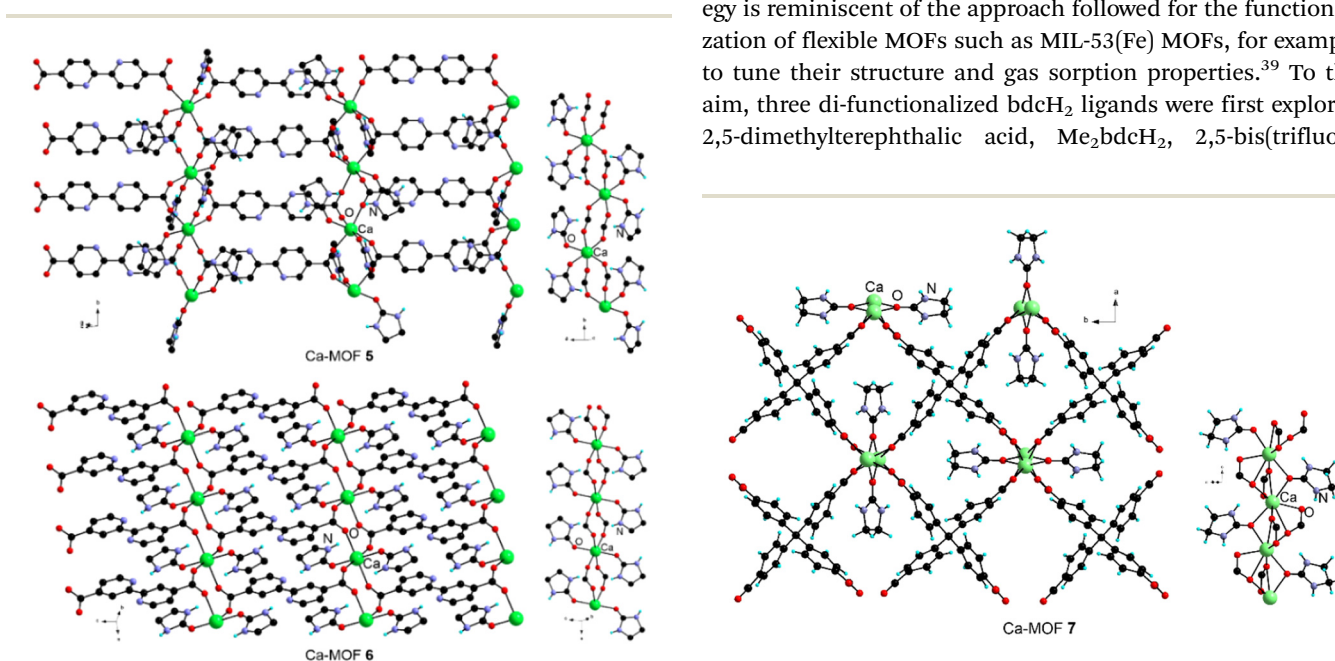 egy is reminiscent of the approach followed for the function
zation of flexible MOFs such as MIL-53(Fe) MOFs, for examp
to tune their structure and gas sorption properties.39 To th
aim, three di-functionalized bdcH2 ligands were first explor
2,5-dimethylterephthalic acid, Me2bdcH2, 2,5-bis(trifluo
O
N
Ca
b
N
O
Ca
Ca-MOF 5
N
O
Ca
N
O
Ca
Ca-MOF 6
Ca
O
N
a
b
Ca
N
O
Ca-MOF 7